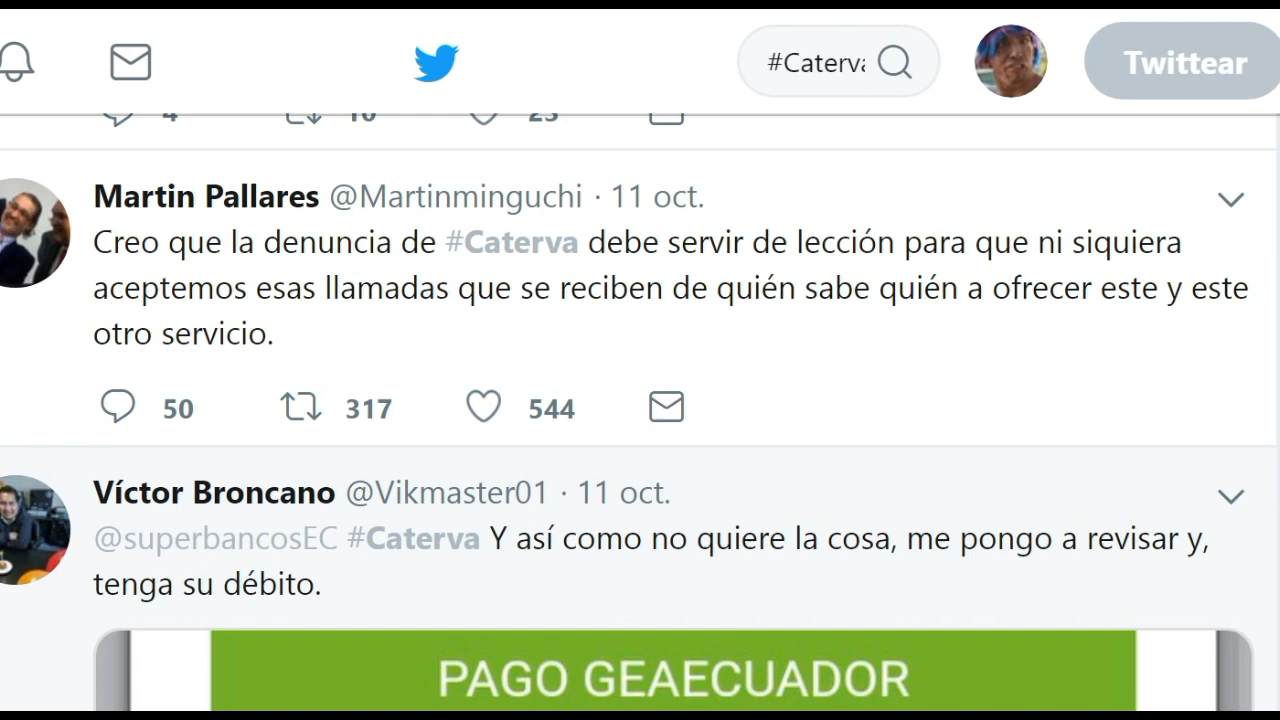 #Caterva
Twittear
4 10 23
Martin Pallares @Martinminguchi · 11 oct.
Creo que la denuncia de #Caterva debe servir de lección para que ni siquiera
aceptemos esas llamadas que se reciben de quién sabe quién a ofrecer este y este
otro servicio.
50 317 544
Víctor Broncano @Vikmaster01 · 11 oct.
@superbancosEC #Caterva Y así como no quiere la cosa, me pongo a revisar y,
tenga su débito.
PAGO GEAECUADOR